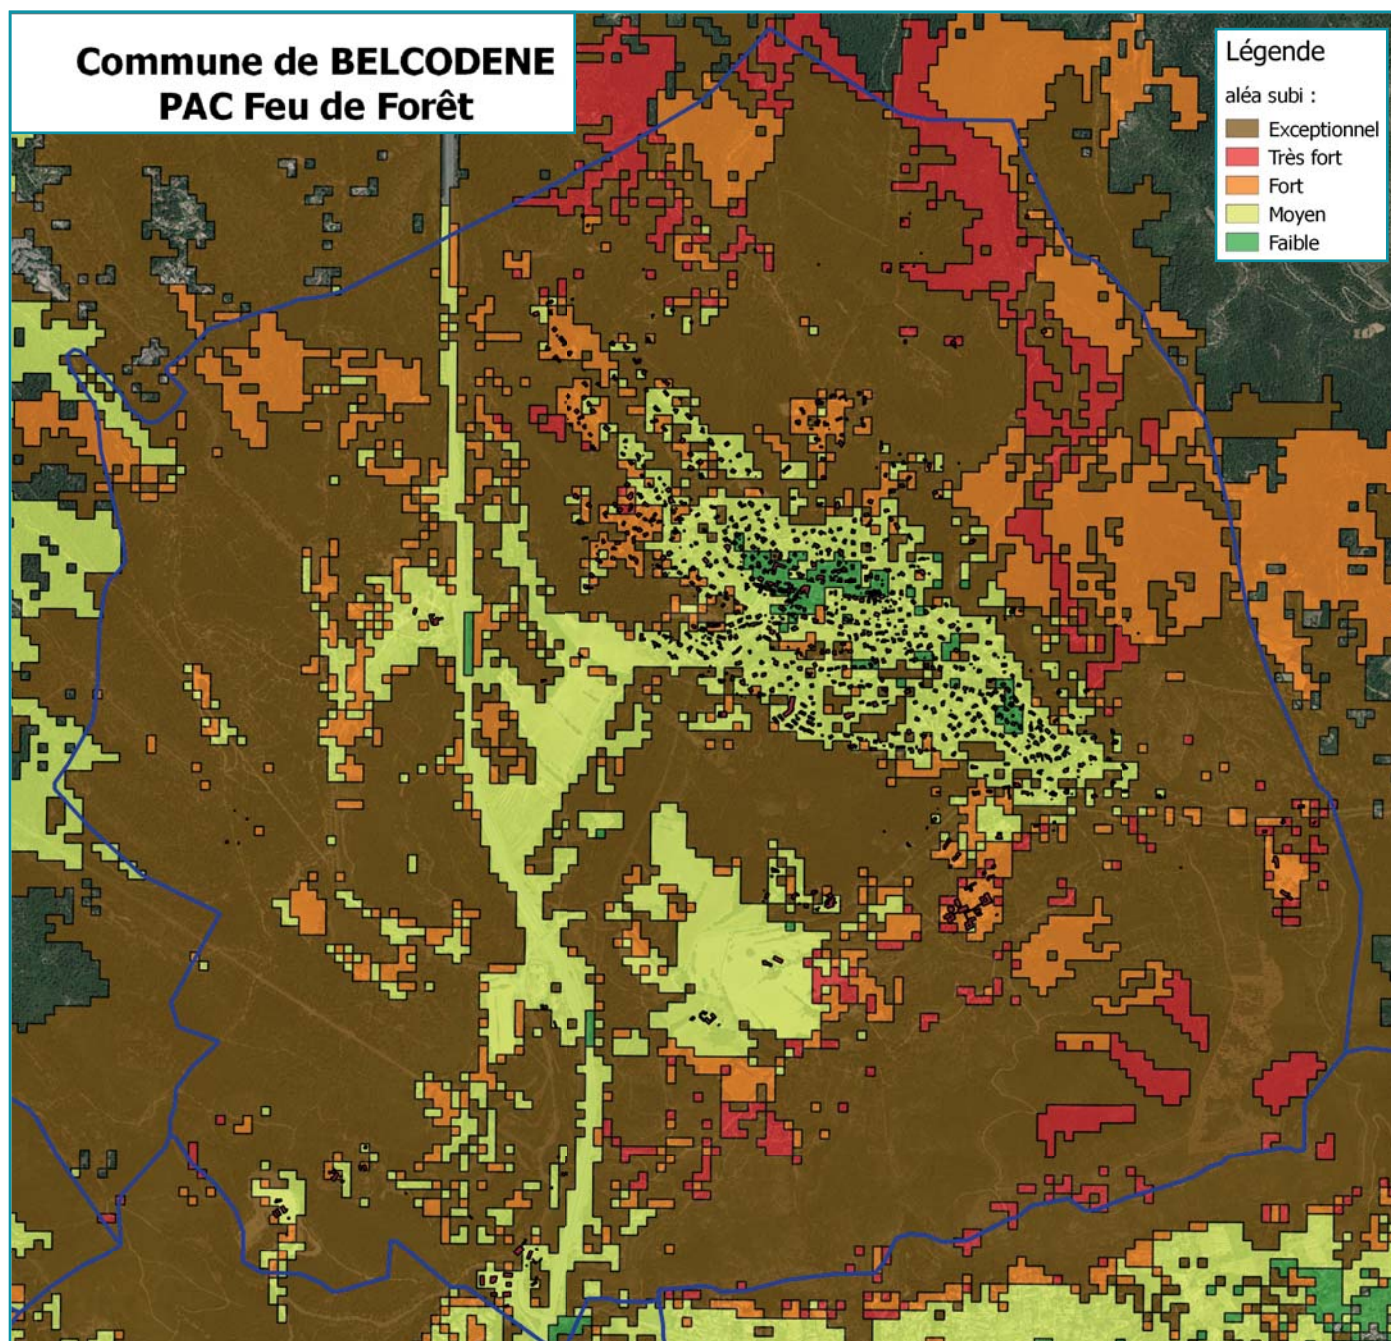 Commune de BELCODENE
PAC Feu de Forêt
Légende
aléa subi :
Exceptionnel
Très fort
Fort
Moyen
Faible